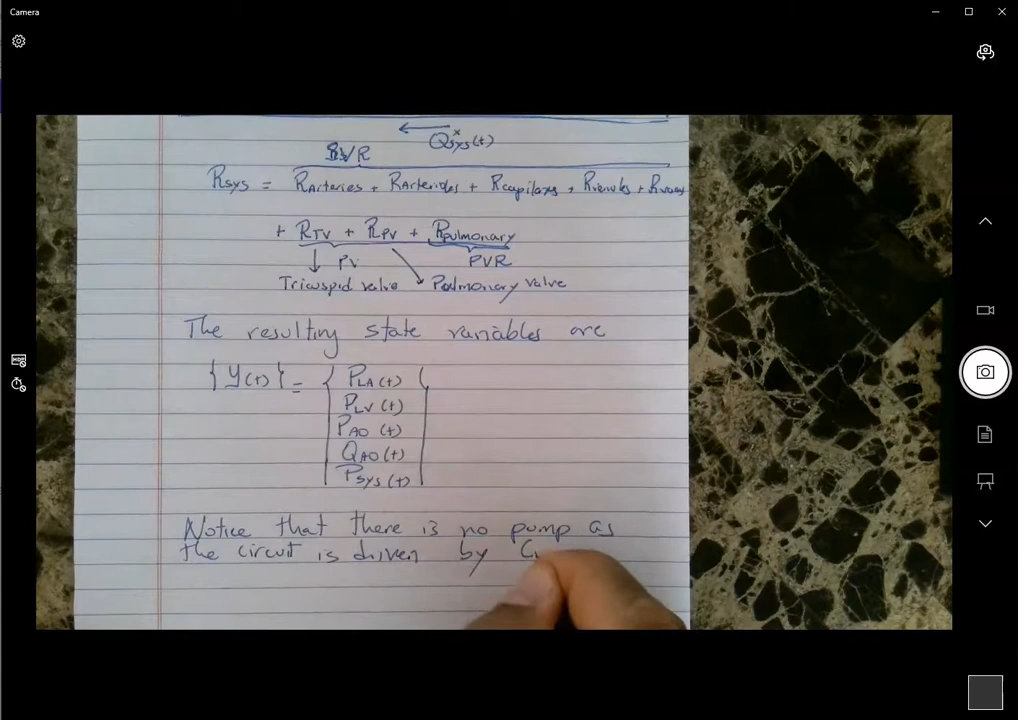 Camera
Qsys(t)
SVR
Rsys = RArteries + RArterioles + Rcapilaries + Rvenules + Rveins
+ RTV + RPV + Rpulmonary
PV PVR
Tricuspid valve Pulmonary valve
The resulting state variables are
{ Y(t) } = { PLA(t)
PLV(t)
PAO(t)
QAO(t)
Psys(t)
Notice that there is no pump as
the circuit is driven by